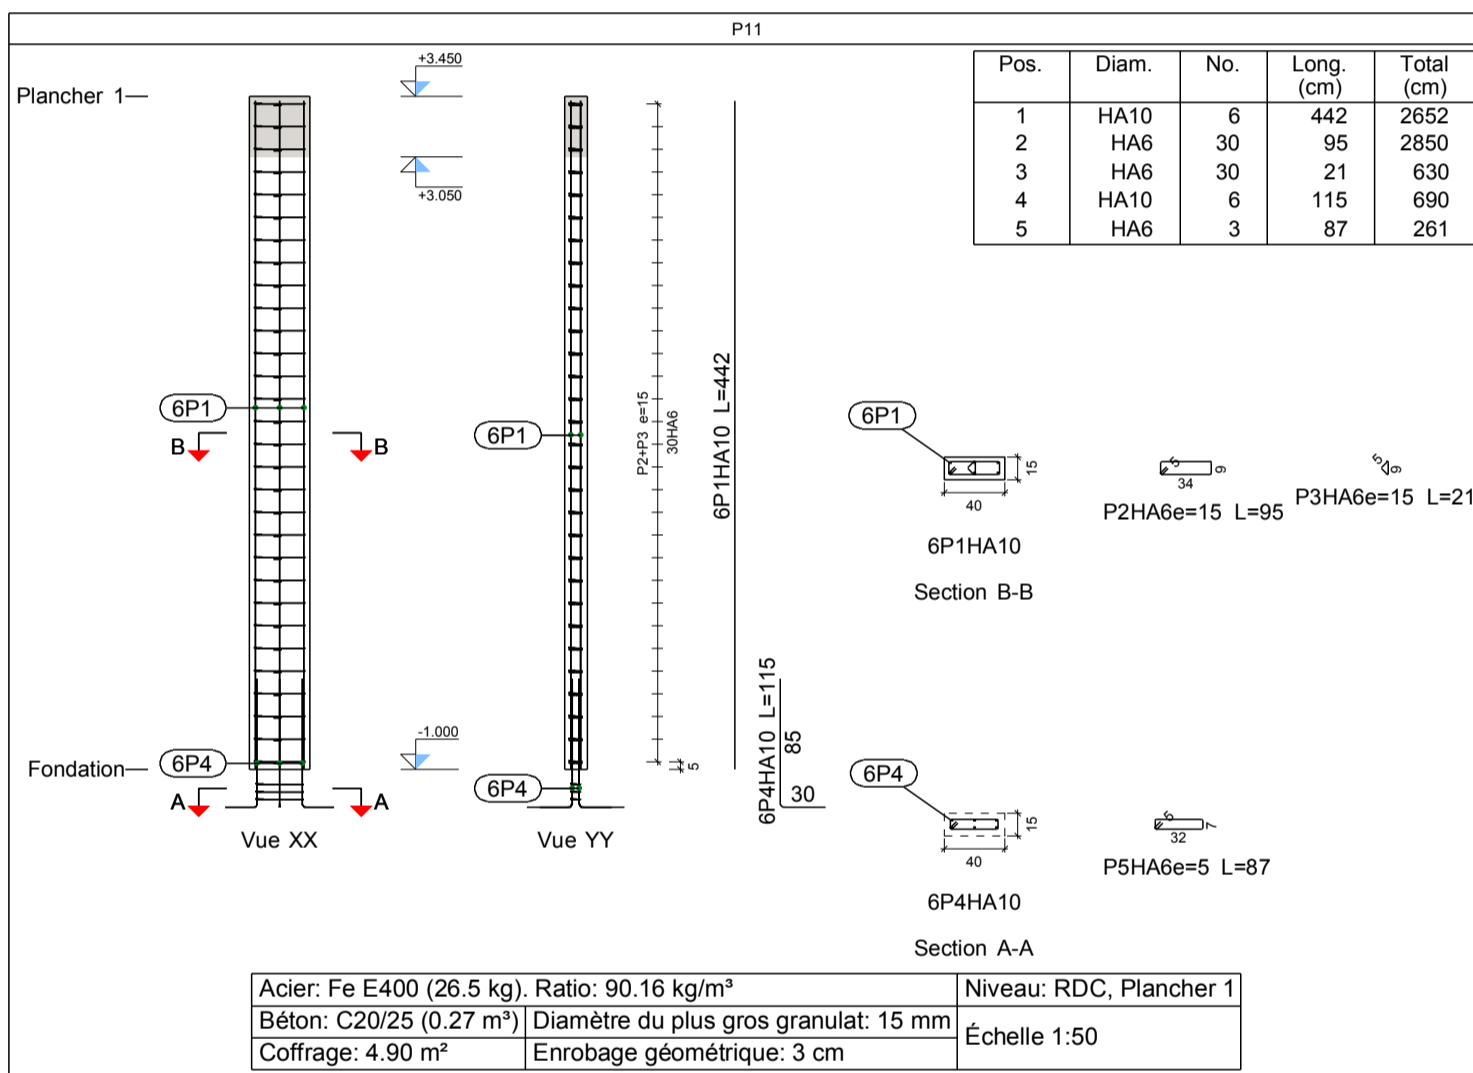 P11
Plancher 1
+3.450
+3.050
Pos. Diam. No. Long. (cm) Total (cm)
1 HA10 6 442 2652
2 HA6 30 95 2850
3 HA6 30 21 630
4 HA10 6 115 690
5 HA6 3 87 261
6P1
B B
6P1
P2+P3 e=15
30HA6
6P1HA10 L=442
6P1
15
40
6P1HA10
Section B-B
5
34
9
P2HA6e=15 L=95
5
9
P3HA6e=15 L=21
Fondation
6P4
-1.000
5
A A
6P4
Vue XX
Vue YY
6P4HA10 L=115
85
30
6P4
15
40
6P4HA10
Section A-A
5
32
7
P5HA6e=5 L=87
Acier: Fe E400 (26.5 kg). Ratio: 90.16 kg/m³
Niveau: RDC, Plancher 1
Béton: C20/25 (0.27 m³)
Diamètre du plus gros granulat: 15 mm
Échelle 1:50
Coffrage: 4.90 m²
Enrobage géométrique: 3 cm